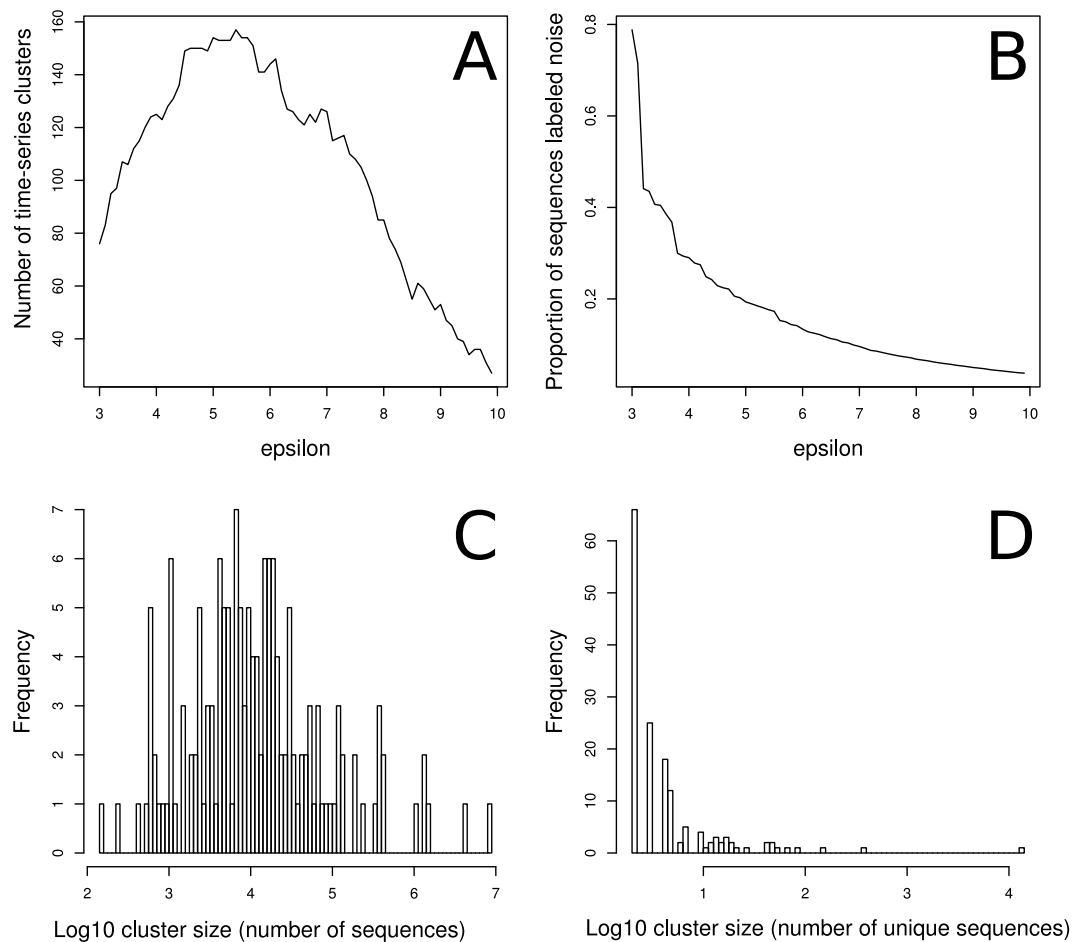 A
Number of time-series clusters
160
140
120
100
80
60
40
3 4 5 6 7 8 9 10
epsilon
B
Proportion of sequences labeled noise
0.8
0.6
0.4
0.2
3 4 5 6 7 8 9 10
epsilon
C
Frequency
7
6
5
4
3
2
1
0
2 3 4 5 6 7
Log10 cluster size (number of sequences)
D
Frequency
60
50
40
30
20
10
0
1 2 3 4
Log10 cluster size (number of unique sequences)